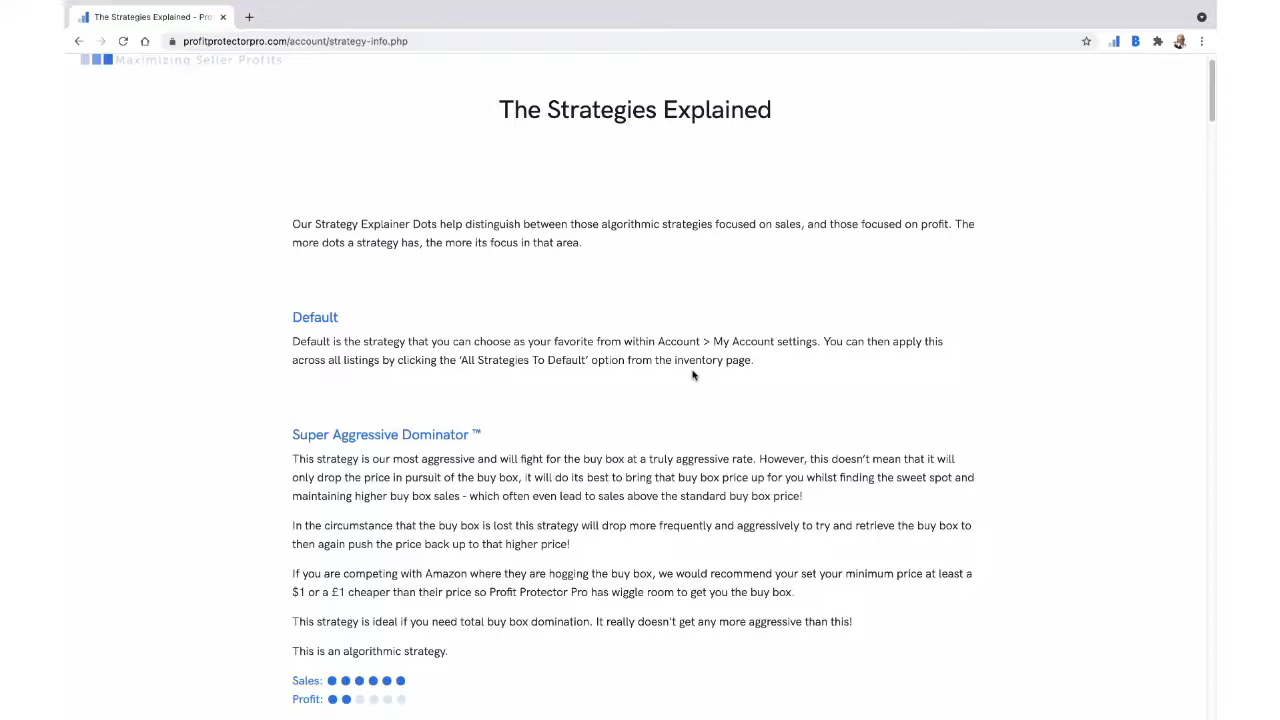 The Strategies Explained - Pro
profitprotectorpro.com/account/strategy-info.php
B
Maximizing Seller Profits
The Strategies Explained
Our Strategy Explainer Dots help distinguish between those algorithmic strategies focused on sales, and those focused on profit. The
more dots a strategy has, the more its focus in that area.
Default
Default is the strategy that you can choose as your favorite from within Account > My Account settings. You can then apply this
across all listings by clicking the ‘All Strategies To Default’ option from the inventory page.
Super Aggressive Dominator ™
This strategy is our most aggressive and will fight for the buy box at a truly aggressive rate. However, this doesn’t mean that it will
only drop the price in pursuit of the buy box, it will do its best to bring that buy box price up for you whilst finding the sweet spot and
maintaining higher buy box sales - which often even lead to sales above the standard buy box price!
In the circumstance that the buy box is lost this strategy will drop more frequently and aggressively to try and retrieve the buy box to
then again push the price back up to that higher price!
If you are competing with Amazon where they are hogging the buy box, we would recommend your set your minimum price at least a
$1 or a £1 cheaper than their price so Profit Protector Pro has wiggle room to get you the buy box.
This strategy is ideal if you need total buy box domination. It really doesn't get any more aggressive than this!
This is an algorithmic strategy.
Sales:
Profit: